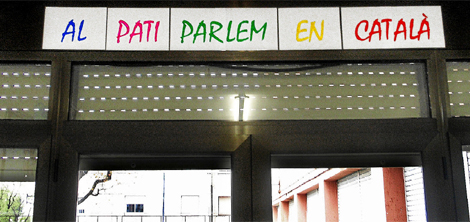 AL PATI PARLEM EN CATALÀ